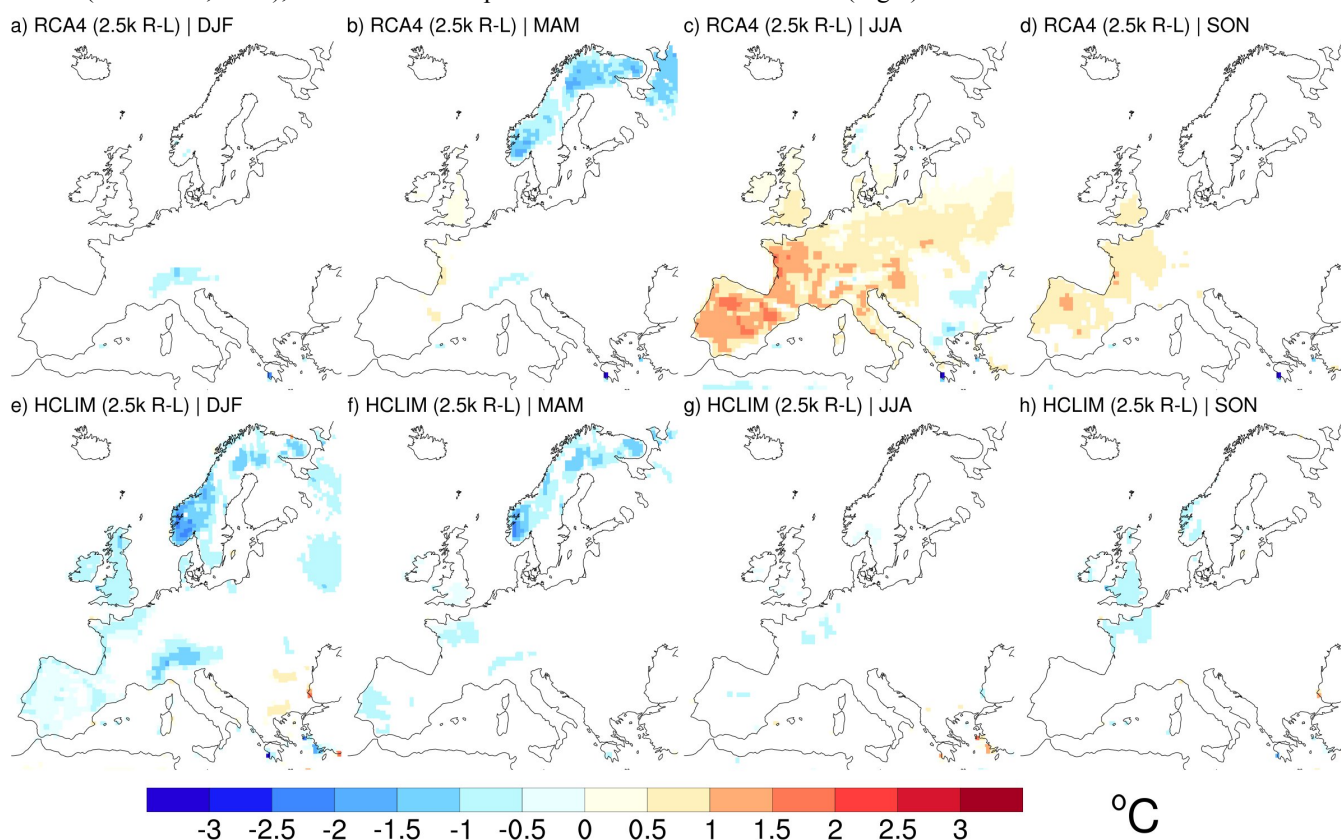 a) RCA4 (2.5k R-L) | DJF
b) RCA4 (2.5k R-L) | MAM
c) RCA4 (2.5k R-L) | JJA
d) RCA4 (2.5k R-L) | SON
e) HCLIM (2.5k R-L) | DJF
f) HCLIM (2.5k R-L) | MAM
g) HCLIM (2.5k R-L) | JJA
h) HCLIM (2.5k R-L) | SON
-3 -2.5 -2 -1.5 -1 -0.5 0 0.5 1 1.5 2 2.5 3
°C